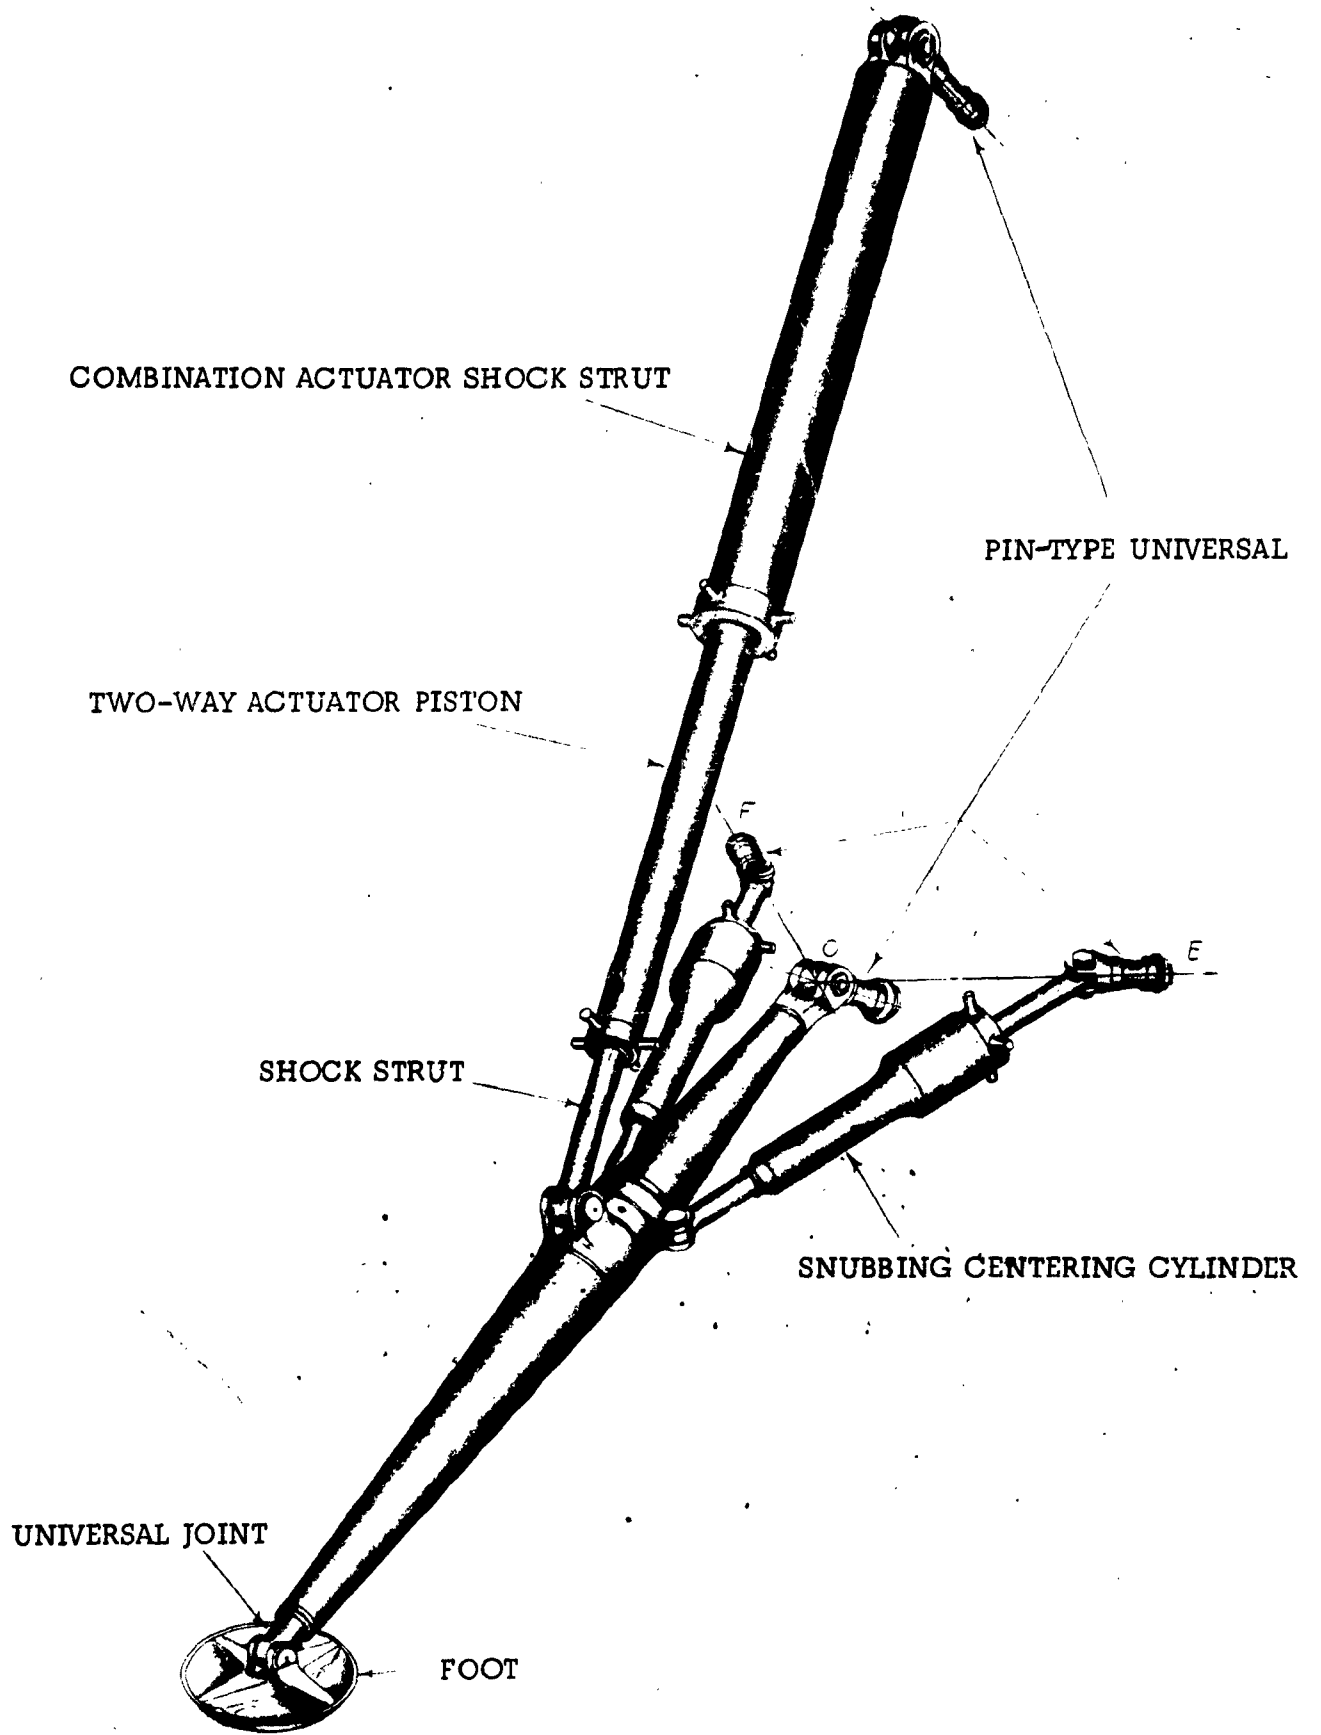 COMBINATION ACTUATOR SHOCK STRUT
PIN-TYPE UNIVERSAL
TWO-WAY ACTUATOR PISTON
F
C
E
SHOCK STRUT
SNUBBING CENTERING CYLINDER
UNIVERSAL JOINT
FOOT